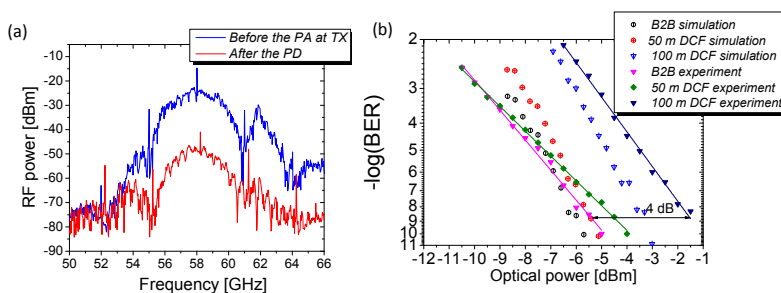 (a)
Before the PA at TX
After the PD
RF power [dBm]
-5
-10
-20
-30
-40
-50
-60
-70
-80
-90
50 52 54 56 58 60 62 64 66
Frequency [GHz]
(b)
B2B simulation
50 m DCF simulation
100 m DCF simulation
B2B experiment
50 m DCF experiment
100 m DCF experiment
-log(BER)
2
3
4
5
6
7
8
9
10
11
4 dB
-12 -11 -10 -9 -8 -7 -6 -5 -4 -3 -2 -1
Optical power [dBm]